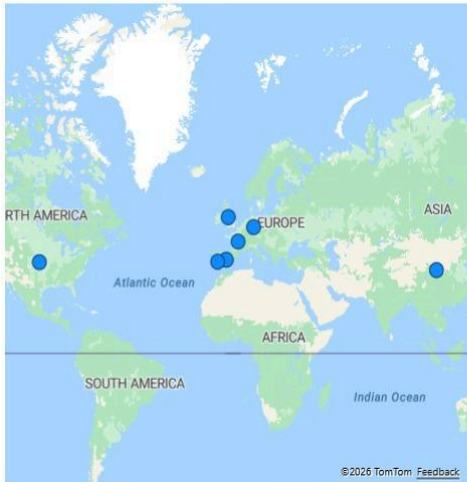 RTH AMERICA
EUROPE
ASIA
Atlantic Ocean
AFRICA
SOUTH AMERICA
Indian Ocean
©2026 TomTom Feedback